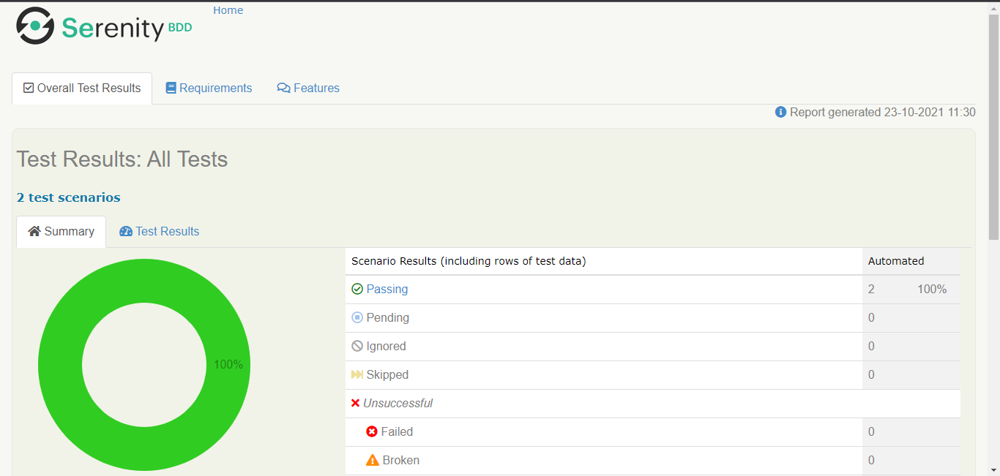 Home
Serenity BDD
Overall Test Results Requirements Features
Report generated 23-10-2021 11:30
Test Results: All Tests
2 test scenarios
Summary Test Results
Scenario Results (including rows of test data) Automated
Passing 2 100%
Pending 0
Ignored 0
100%
Skipped 0
Unsuccessful
Failed 0
Broken 0